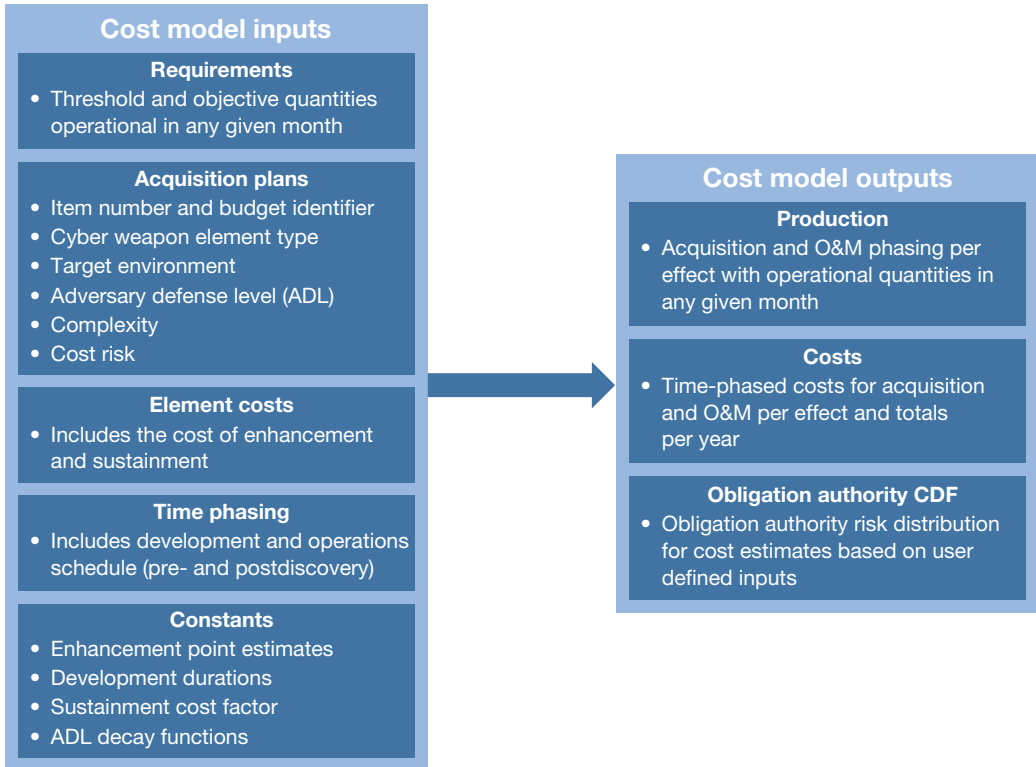 Cost model inputs
Requirements
• Threshold and objective quantities
operational in any given month
Acquisition plans
• Item number and budget identifier
• Cyber weapon element type
• Target environment
• Adversary defense level (ADL)
• Complexity
• Cost risk
Element costs
• Includes the cost of enhancement
and sustainment
Time phasing
• Includes development and operations
schedule (pre- and postdiscovery)
Constants
• Enhancement point estimates
• Development durations
• Sustainment cost factor
• ADL decay functions
Cost model outputs
Production
• Acquisition and O&M phasing per
effect with operational quantities in
any given month
Costs
• Time-phased costs for acquisition
and O&M per effect and totals
per year
Obligation authority CDF
• Obligation authority risk distribution
for cost estimates based on user
defined inputs